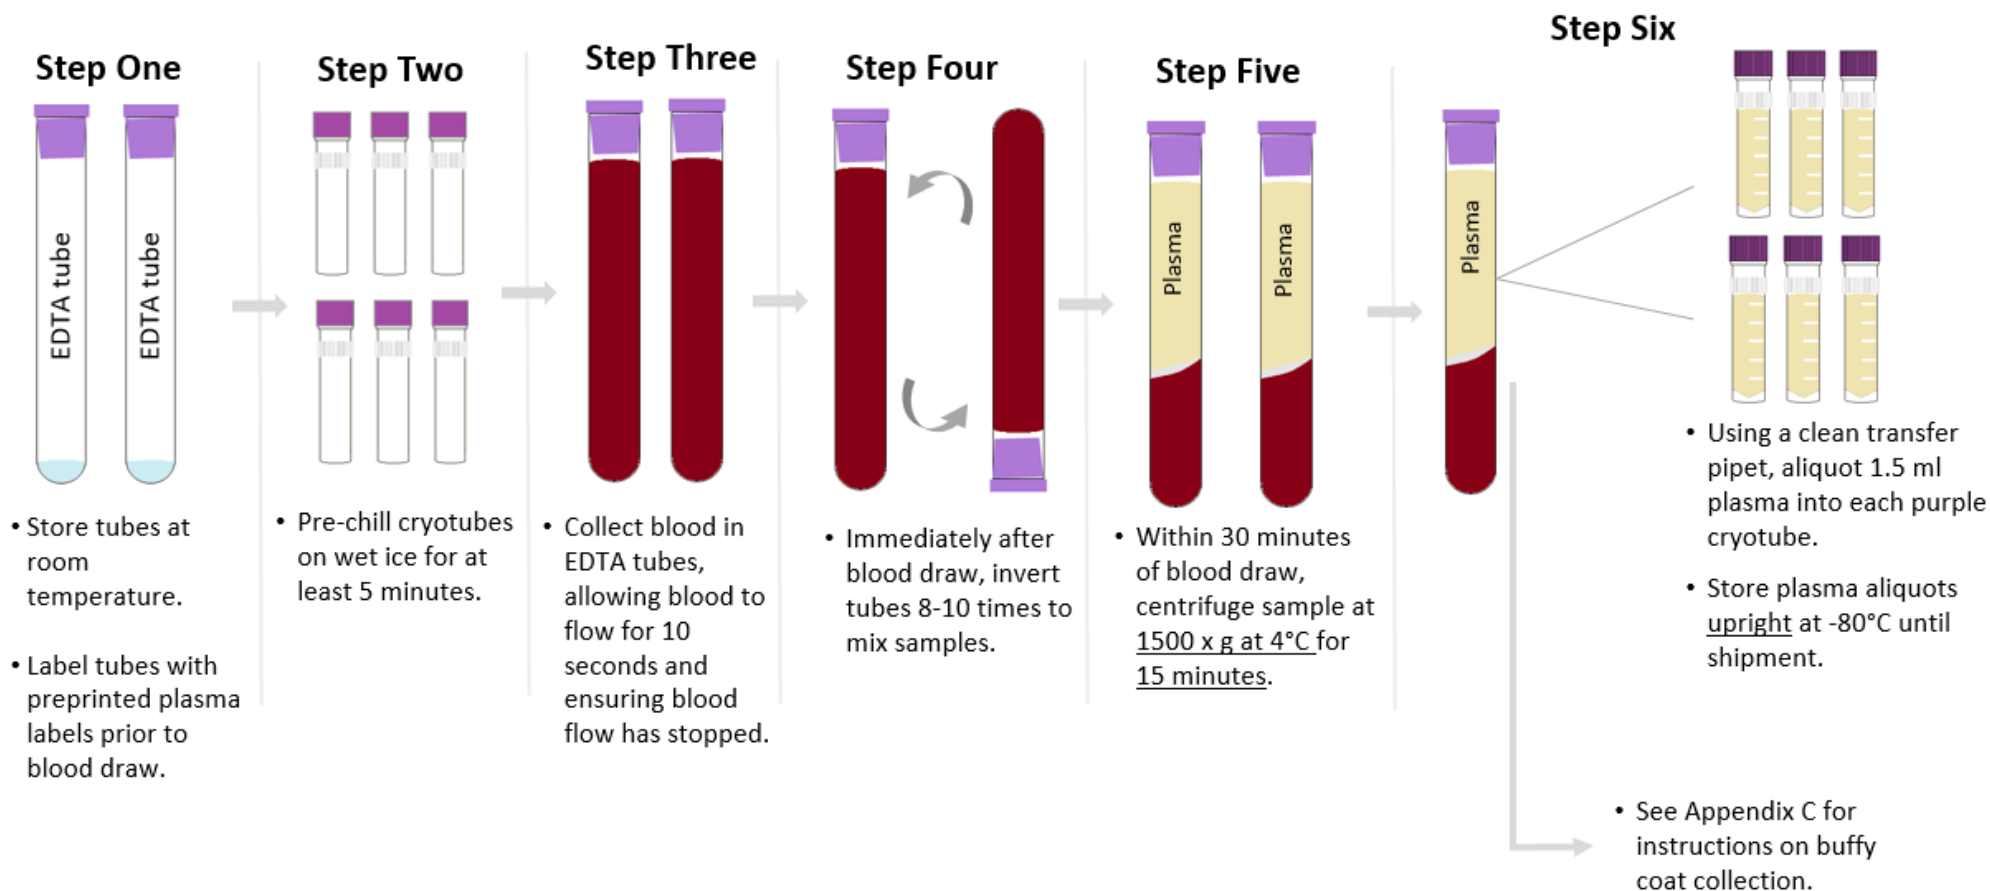 Step One
EDTA tube
EDTA tube
• Store tubes at
room
temperature.
• Label tubes with
preprinted plasma
labels prior to
blood draw.
Step Two
• Pre-chill cryotubes
on wet ice for at
least 5 minutes.
Step Three
• Collect blood in
EDTA tubes,
allowing blood to
flow for 10
seconds and
ensuring blood
flow has stopped.
Step Four
• Immediately after
blood draw, invert
tubes 8-10 times to
mix samples.
Step Five
Plasma
Plasma
• Within 30 minutes
of blood draw,
centrifuge sample at
1500 x g at 4°C for
15 minutes.
Step Six
Plasma
• Using a clean transfer
pipet, aliquot 1.5 ml
plasma into each purple
cryotube.
• Store plasma aliquots
upright at -80°C until
shipment.
• See Appendix C for
instructions on buffy
coat collection.